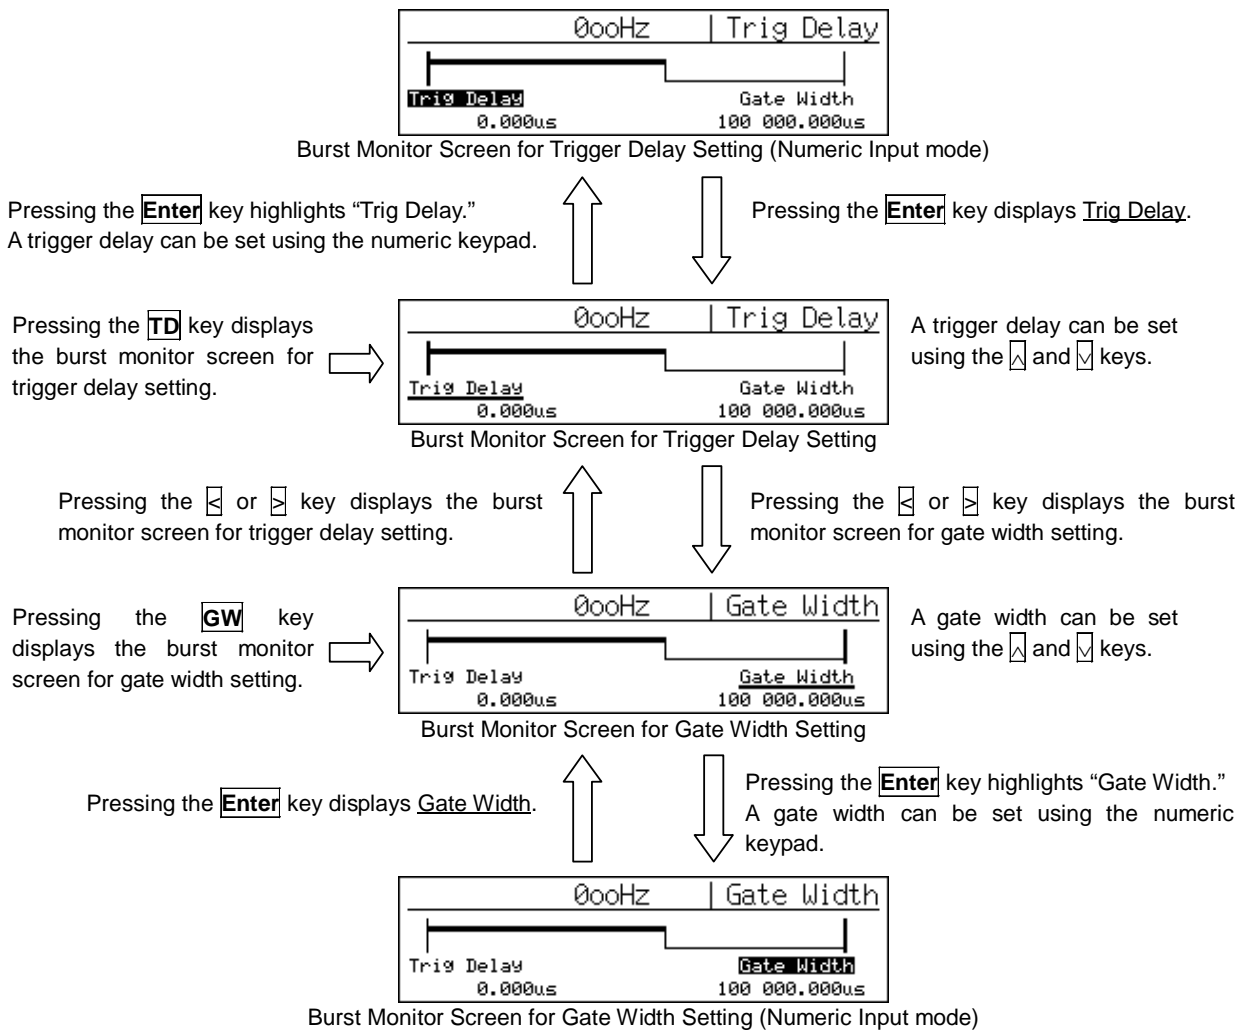 0ooHz | Trig Delay
Trig Delay Gate Width
0.000us 100 000.000us
Burst Monitor Screen for Trigger Delay Setting (Numeric Input mode)
Pressing the Enter key highlights “Trig Delay.”
A trigger delay can be set using the numeric keypad.
Pressing the Enter key displays Trig Delay.
Pressing the TD key displays
the burst monitor screen for
trigger delay setting.
0ooHz | Trig Delay
Trig Delay Gate Width
0.000us 100 000.000us
A trigger delay can be set
using the ∧ and ∨ keys.
Burst Monitor Screen for Trigger Delay Setting
Pressing the < or > key displays the burst
monitor screen for trigger delay setting.
Pressing the < or > key displays the burst
monitor screen for gate width setting.
Pressing the GW key
displays the burst monitor
screen for gate width setting.
0ooHz | Gate Width
Trig Delay Gate Width
0.000us 100 000.000us
A gate width can be set
using the ∧ and ∨ keys.
Burst Monitor Screen for Gate Width Setting
Pressing the Enter key displays Gate Width.
Pressing the Enter key highlights “Gate Width.”
A gate width can be set using the numeric
keypad.
0ooHz | Gate Width
Trig Delay Gate Width
0.000us 100 000.000us
Burst Monitor Screen for Gate Width Setting (Numeric Input mode)